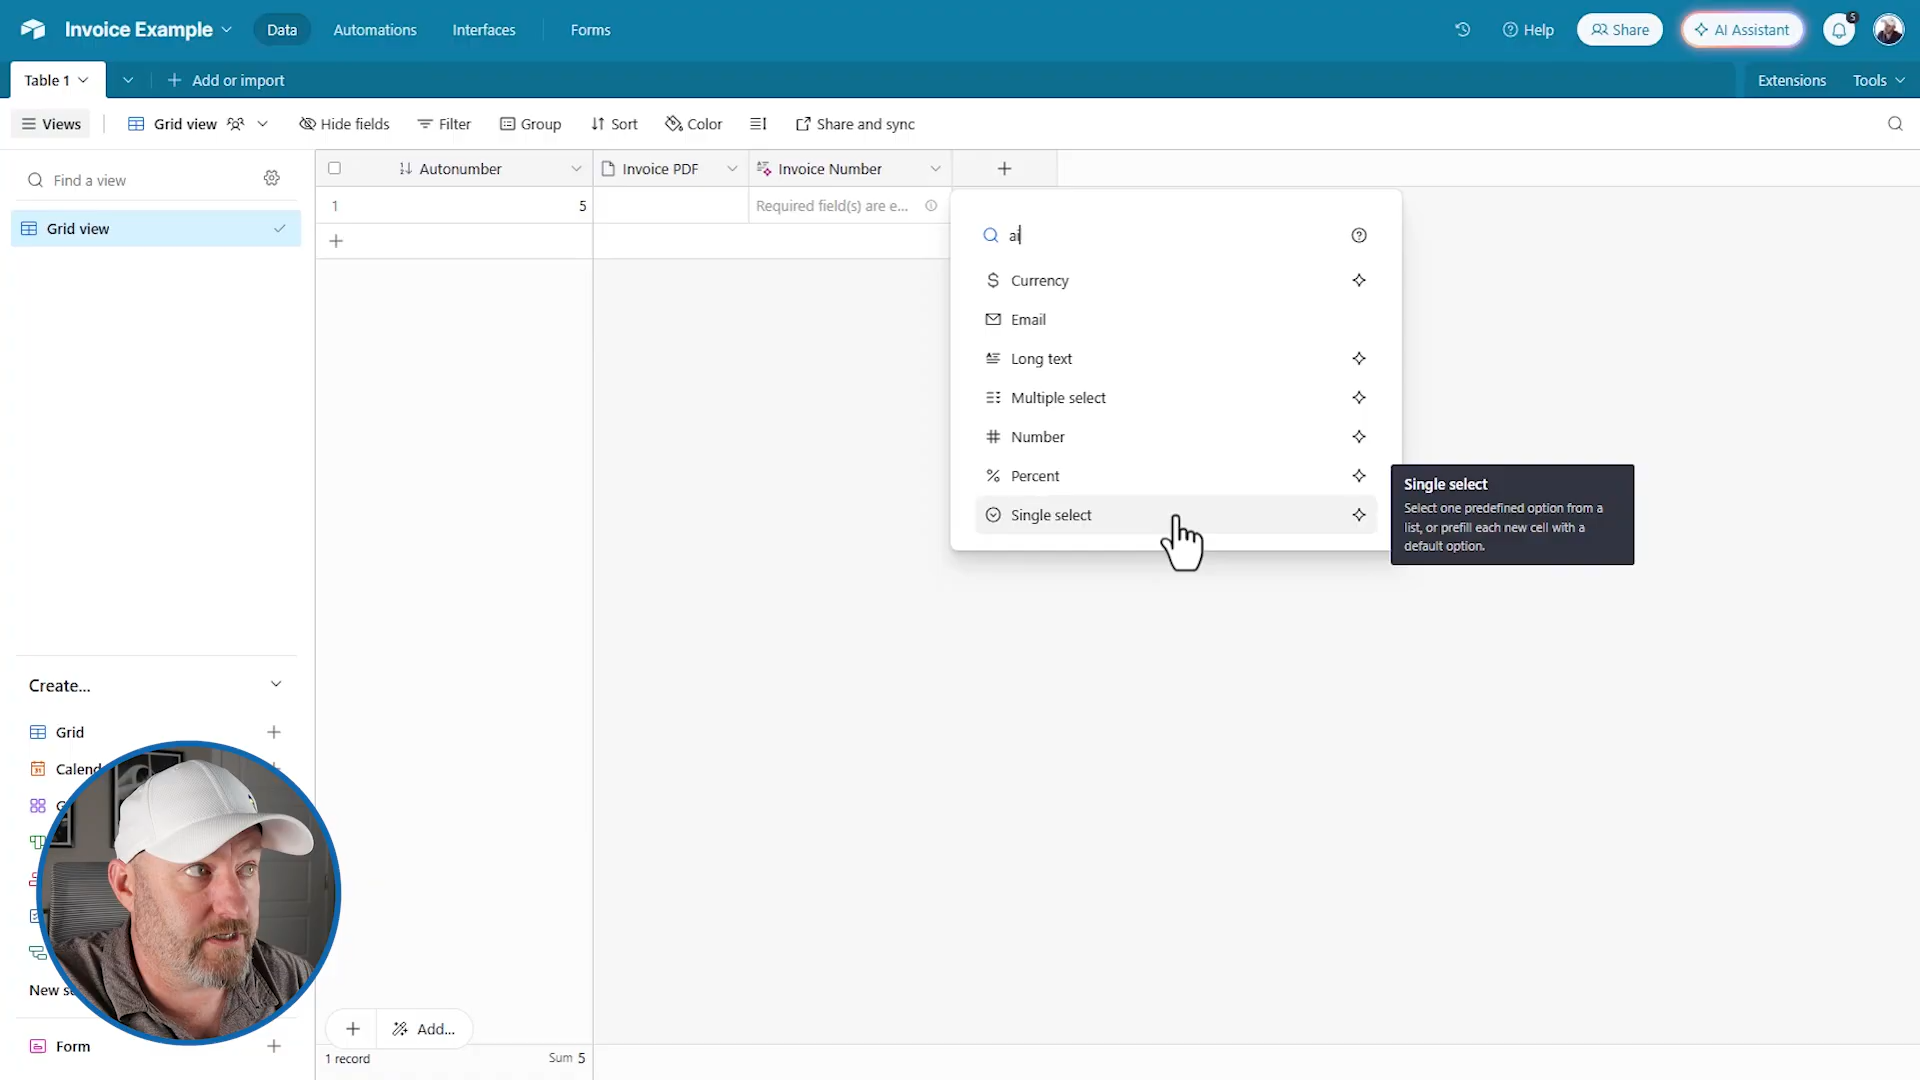 Invoice Example
Data
Automations
Interfaces
Forms
Help
Share
AI Assistant
5
Table 1
Add or import
Extensions
Tools
Views
Grid view
Hide fields
Filter
Group
Sort
Color
Share and sync
Find a view
Grid view
Autonumber
Invoice PDF
Invoice Number
1
5
Required field(s) are e...
ai
Currency
Email
Long text
Multiple select
Number
Percent
Single select
Single select
Select one predefined option from a
list, or prefill each new cell with a
default option.
Create...
Grid
Calend
G
New s
Form
Add...
1 record
Sum 5